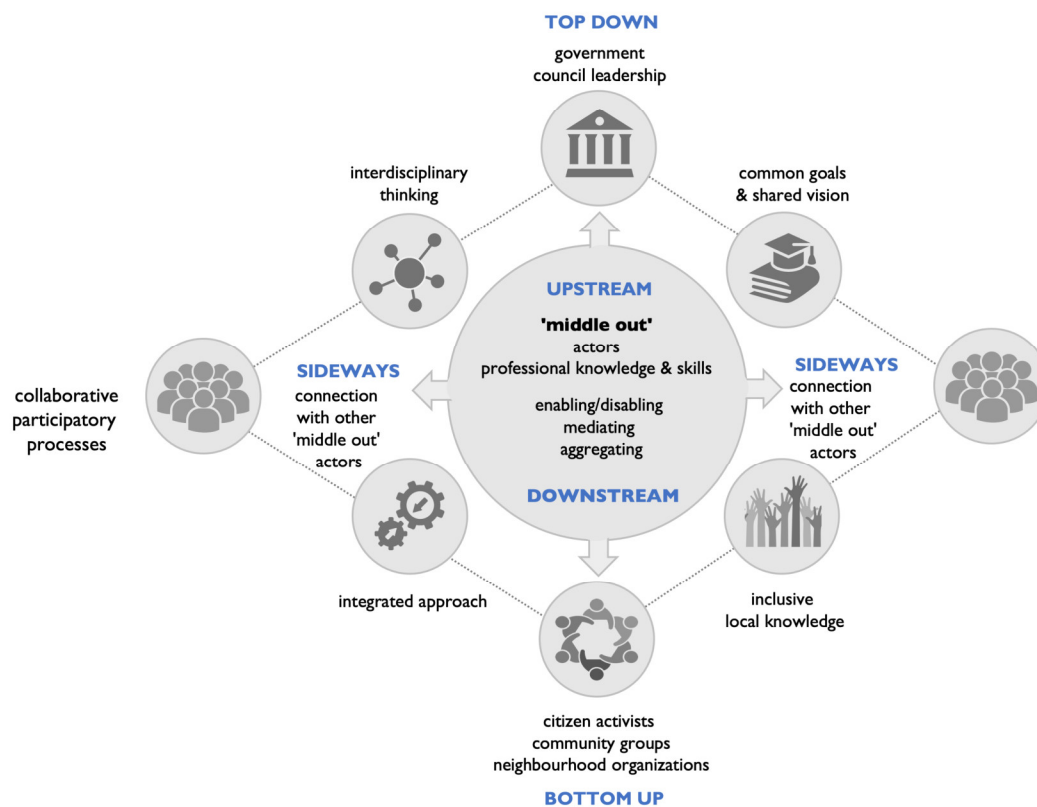 TOP DOWN
government
council leadership
interdisciplinary
thinking
common goals
& shared vision
UPSTREAM
'middle out'
actors
professional knowledge & skills
enabling/disabling
mediating
aggregating
DOWNSTREAM
SIDEWAYS
connection
with other
'middle out'
actors
SIDEWAYS
connection
with other
'middle out'
actors
collaborative
participatory
processes
integrated approach
inclusive
local knowledge
citizen activists
community groups
neighbourhood organizations
BOTTOM UP